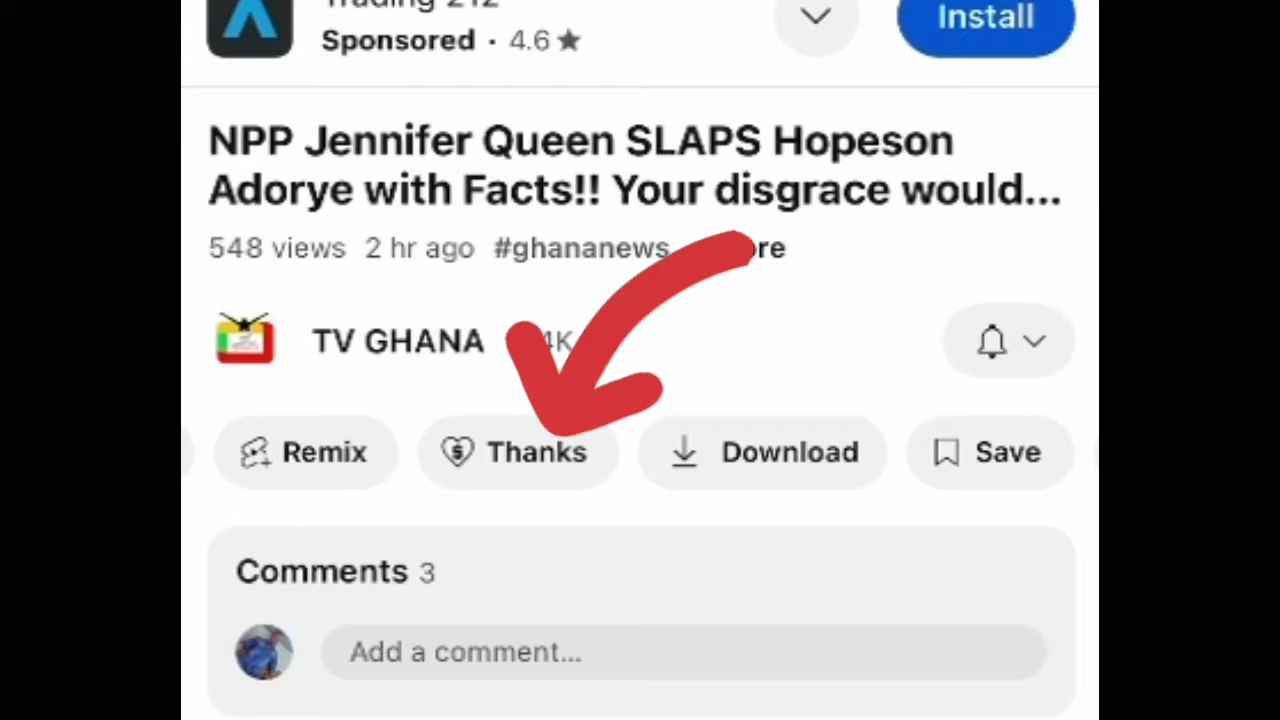 Trading 212
Sponsored · 4.6 ★
Install
NPP Jennifer Queen SLAPS Hopeson
Adorye with Facts!! Your disgrace would...
548 views 2 hr ago #ghananews
TV GHANA
Remix
Thanks
Download
Save
Comments 3
Add a comment...